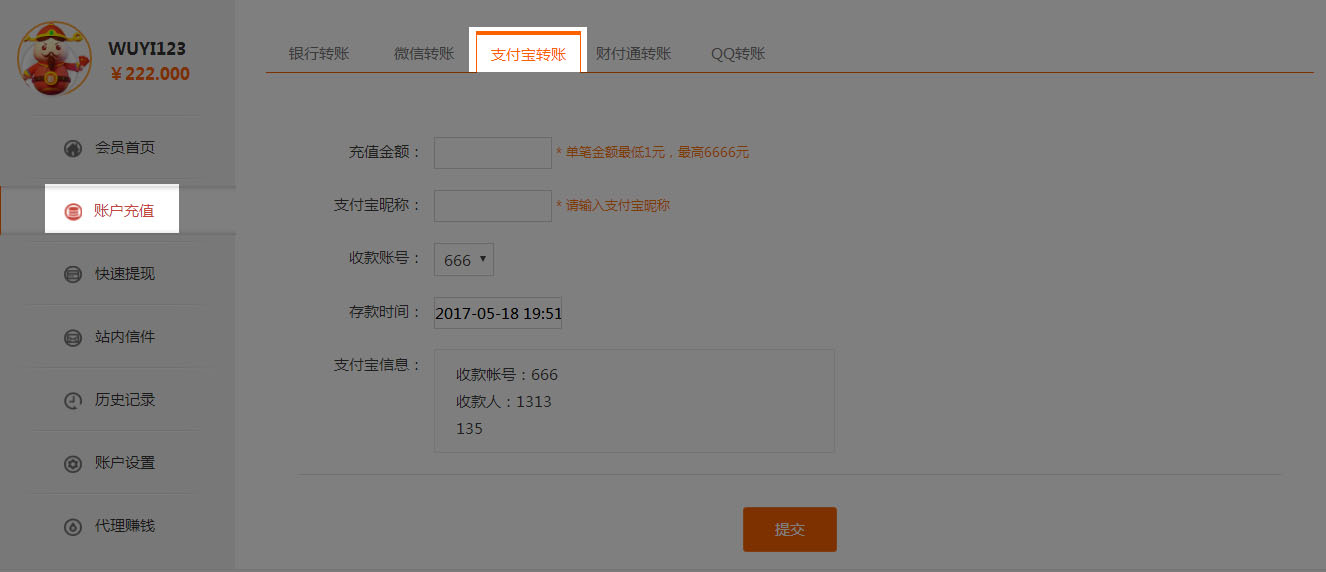 WUYI123
￥222.000
会员首页
账户充值
快速提现
站内信件
历史记录
账户设置
代理赚钱
银行转账 微信转账 支付宝转账 财付通转账 QQ转账
充值金额： * 单笔金额最低1元，最高6666元
支付宝昵称： * 请输入支付宝昵称
收款账号： 666
存款时间： 2017-05-18 19:51
支付宝信息： 收款帐号：666
收款人：1313
135
提交